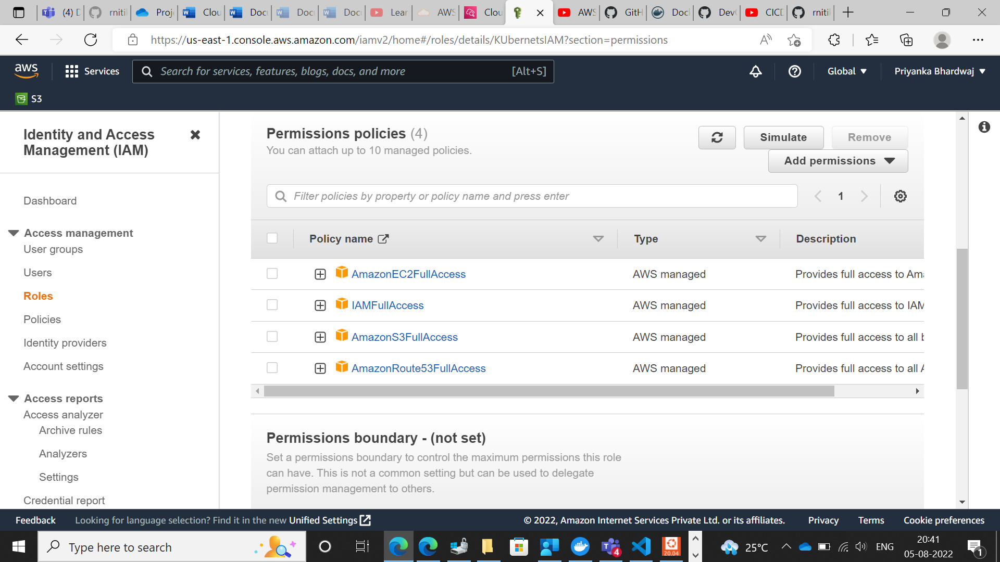 (4) D
rniti
Proje
Clou
Docu
Docu
Docu
Lear
AWS
Clou
AWS
GitH
Dock
Dev
CICD
rniti
https://us-east-1.console.aws.amazon.com/iamv2/home#/roles/details/KUbernetsIAM?section=permissions
aws
Services
Search for services, features, blogs, docs, and more [Alt+S]
Global
Priyanka Bhardwaj
S3
Identity and Access
Management (IAM)
Dashboard
Access management
User groups
Users
Roles
Policies
Identity providers
Account settings
Access reports
Access analyzer
Archive rules
Analyzers
Settings
Credential report
Permissions policies (4)
You can attach up to 10 managed policies.
Simulate
Remove
Add permissions
Filter policies by property or policy name and press enter
1
Policy name Type Description
AmazonEC2FullAccess AWS managed Provides full access to Ama
IAMFullAccess AWS managed Provides full access to IAM
AmazonS3FullAccess AWS managed Provides full access to all b
AmazonRoute53FullAccess AWS managed Provides full access to all A
Permissions boundary - (not set)
Set a permissions boundary to control the maximum permissions this role
can have. This is not a common setting but can be used to delegate
permission management to others.
Feedback Looking for language selection? Find it in the new Unified Settings © 2022, Amazon Internet Services Private Ltd. or its affiliates. Privacy Terms Cookie preferences
Type here to search
4
20.04
25°C
ENG
20:41
05-08-2022
1